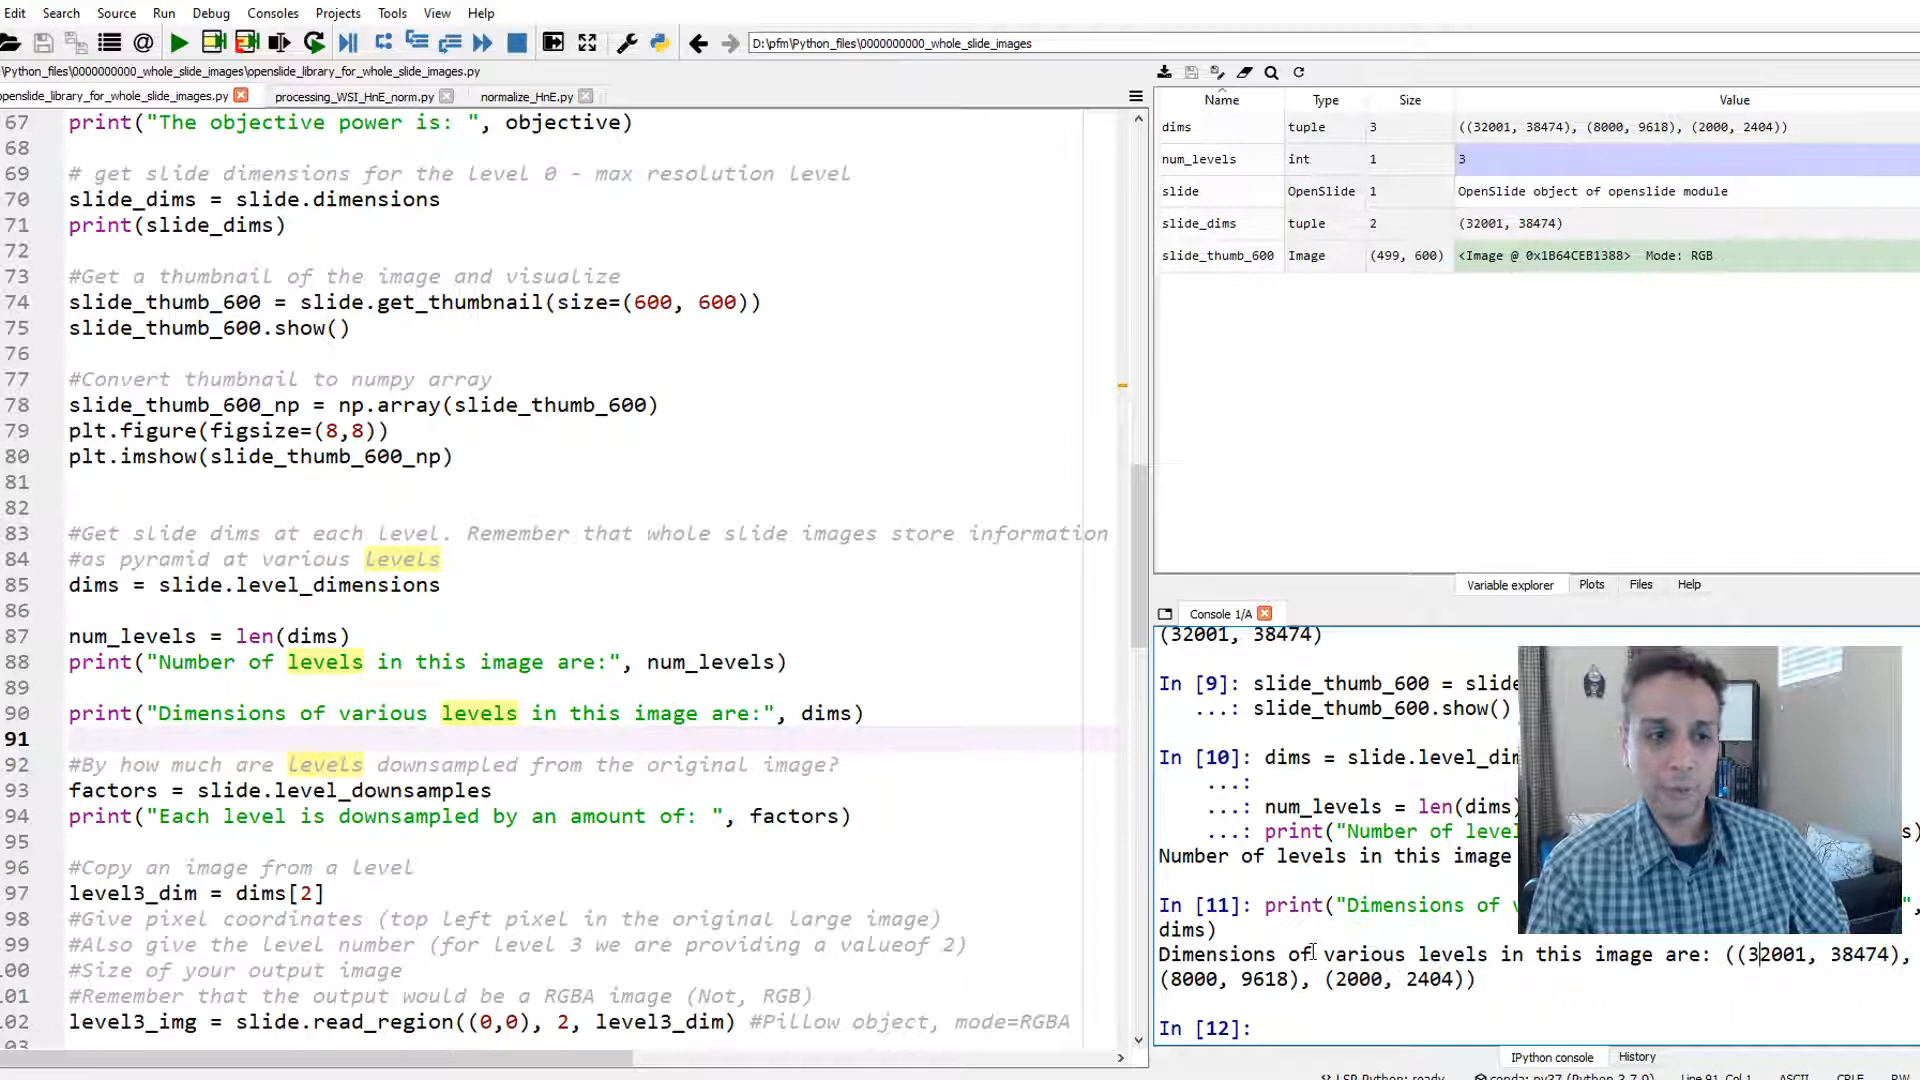 Edit Search Source Run Debug Consoles Projects Tools View Help
D:\pfm\Python_files\0000000000_whole_slide_images
\Python_files\0000000000_whole_slide_images\openslide_library_for_whole_slide_images.py
openslide_library_for_whole_slide_images.py processing_WSI_HnE_norm.py normalize_HnE.py
67 print("The objective power is: ", objective)
68
69 # get slide dimensions for the level 0 - max resolution level
70 slide_dims = slide.dimensions
71 print(slide_dims)
72
73 #Get a thumbnail of the image and visualize
74 slide_thumb_600 = slide.get_thumbnail(size=(600, 600))
75 slide_thumb_600.show()
76
77 #Convert thumbnail to numpy array
78 slide_thumb_600_np = np.array(slide_thumb_600)
79 plt.figure(figsize=(8,8))
80 plt.imshow(slide_thumb_600_np)
81
82
83 #Get slide dims at each level. Remember that whole slide images store information
84 #as pyramid at various levels
85 dims = slide.level_dimensions
86
87 num_levels = len(dims)
88 print("Number of levels in this image are:", num_levels)
89
90 print("Dimensions of various levels in this image are:", dims)
91
92 #By how much are levels downsampled from the original image?
93 factors = slide.level_downsamples
94 print("Each level is downsampled by an amount of: ", factors)
95
96 #Copy an image from a level
97 level3_dim = dims[2]
98 #Give pixel coordinates (top left pixel in the original large image)
99 #Also give the level number (for level 3 we are providing a valueof 2)
100 #Size of your output image
101 #Remember that the output would be a RGBA image (Not, RGB)
102 level3_img = slide.read_region((0,0), 2, level3_dim) #Pillow object, mode=RGBA
Name Type Size Value
dims tuple 3 ((32001, 38474), (8000, 9618), (2000, 2404))
num_levels int 1 3
slide OpenSlide 1 OpenSlide object of openslide module
slide_dims tuple 2 (32001, 38474)
slide_thumb_600 Image (499, 600) <Image @ 0x1B64CEB1388> Mode: RGB
Variable explorer Plots Files Help
Console 1/A
(32001, 38474)
In [9]: slide_thumb_600 = slide
...: slide_thumb_600.show()
In [10]: dims = slide.level_dim
...:
...: num_levels = len(dims)
...: print("Number of level s)
Number of levels in this image
In [11]: print("Dimensions of v ",
dims)
Dimensions of various levels in this image are: ((32001, 38474),
(8000, 9618), (2000, 2404))
In [12]:
IPython console History
LSP Python: ready conda: py37 (Python 3.7.9) Line 91, Col 1 ASCII CRLF RW